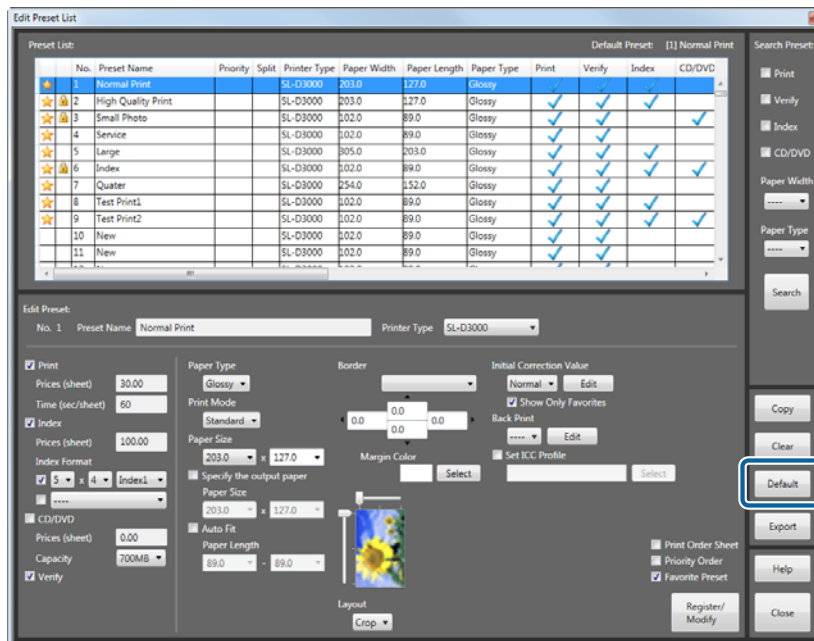 Edit Preset List
Preset List:
Default Preset: [1] Normal Print
Search Preset:
No. Preset Name Priority Split Printer Type Paper Width Paper Length Paper Type Print Verify Index CD/DVD
1 Normal Print SL-D3000 203.0 127.0 Glossy
2 High Quality Print SL-D3000 203.0 127.0 Glossy
3 Small Photo SL-D3000 102.0 89.0 Glossy
4 Service SL-D3000 102.0 89.0 Glossy
5 Large SL-D3000 305.0 203.0 Glossy
6 Index SL-D3000 102.0 89.0 Glossy
7 Quater SL-D3000 254.0 152.0 Glossy
8 Test Print1 SL-D3000 102.0 89.0 Glossy
9 Test Print2 SL-D3000 102.0 89.0 Glossy
10 New SL-D3000 102.0 89.0 Glossy
11 New SL-D3000 102.0 89.0 Glossy
Print
Verify
Index
CD/DVD
Paper Width
----
Paper Type
----
Search
Edit Preset:
No. 1 Preset Name Normal Print Printer Type SL-D3000
Print
Prices (sheet) 30.00
Time (sec/sheet) 60
Index
Prices (sheet) 100.00
Index Format
5 x 4 Index1
----
CD/DVD
Prices (sheet) 0.00
Capacity 700MB
Verify
Paper Type
Glossy
Print Mode
Standard
Paper Size
203.0 x 127.0
Specify the output paper
Paper Size
203.0 x 127.0
Auto Fit
Paper Length
89.0 - 89.0
Border
0.0
0.0 0.0
0.0
Margin Color
Select
Layout
Crop
Initial Correction Value
Normal Edit
Show Only Favorites
Back Print
---- Edit
Set ICC Profile
Select
Print Order Sheet
Priority Order
Favorite Preset
Register/
Modify
Copy
Clear
Default
Export
Help
Close